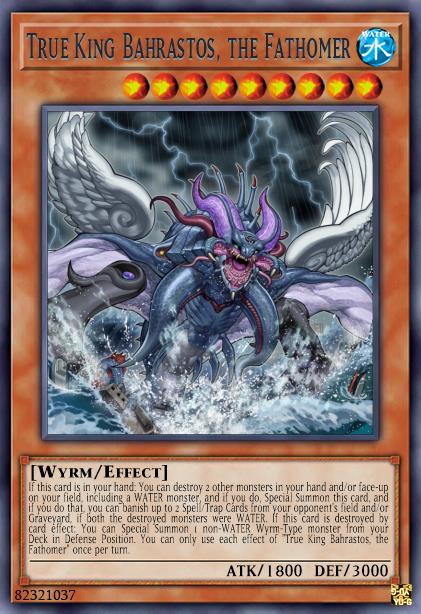 TRUE KING BAHRASTOS, THE FATHOMER
WATER
水
[WYRM/EFFECT]
If this card is in your hand: You can destroy 2 other monsters in your hand and/or face-up
on your field, including a WATER monster, and if you do, Special Summon this card, and
if you do that, you can banish up to 2 Spell/Trap Cards from your opponent's field and/or
Graveyard, if both the destroyed monsters were WATER. If this card is destroyed by
card effect: You can Special Summon 1 non-WATER Wyrm-Type monster from your
Deck in Defense Position. You can only use each effect of "True King Bahrastos, the
Fathomer" once per turn.
ATK/1800 DEF/3000
82321037